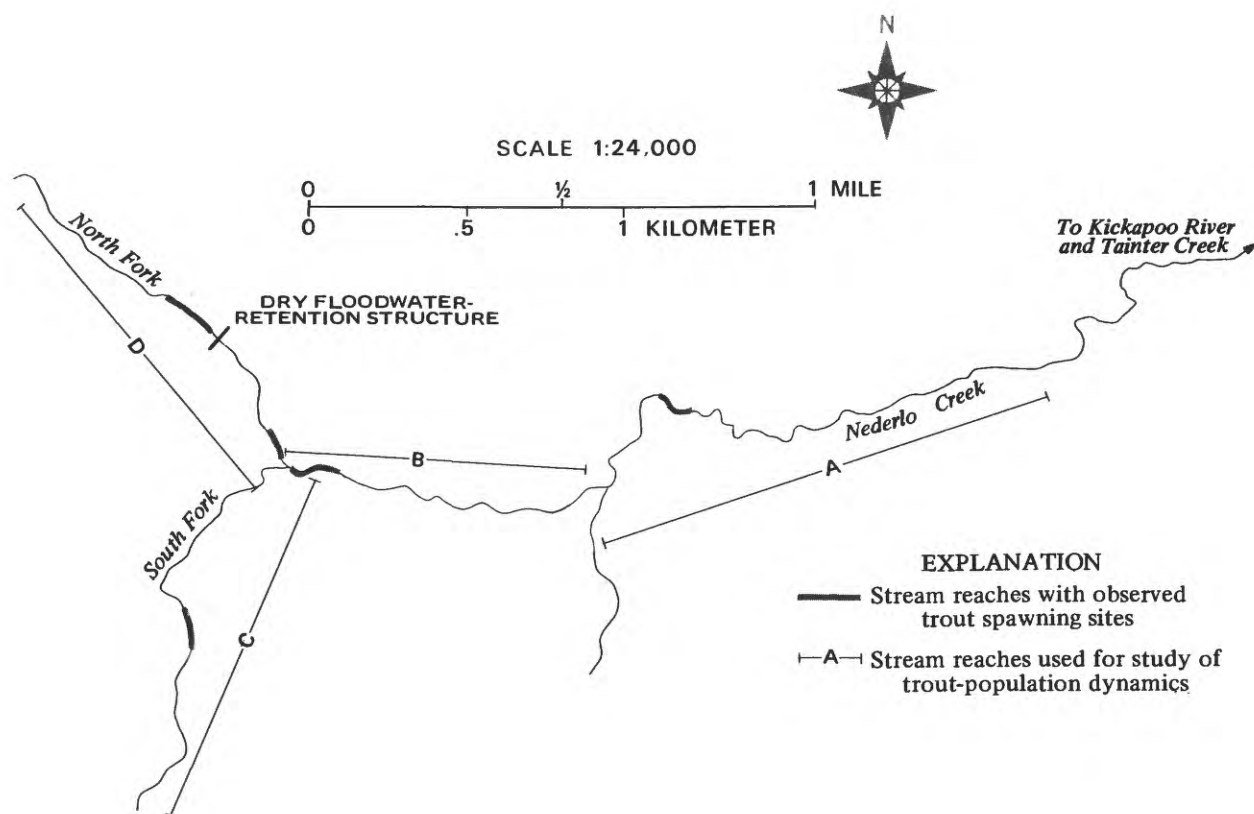 N
SCALE 1:24,000
0 ½ 1 MILE
0 .5 1 KILOMETER
To Kickapoo River
and Tainter Creek
North Fork
DRY FLOODWATER-
RETENTION STRUCTURE
D
Nederlo Creek
B
A
South Fork
C
EXPLANATION
Stream reaches with observed
trout spawning sites
A Stream reaches used for study of
trout-population dynamics